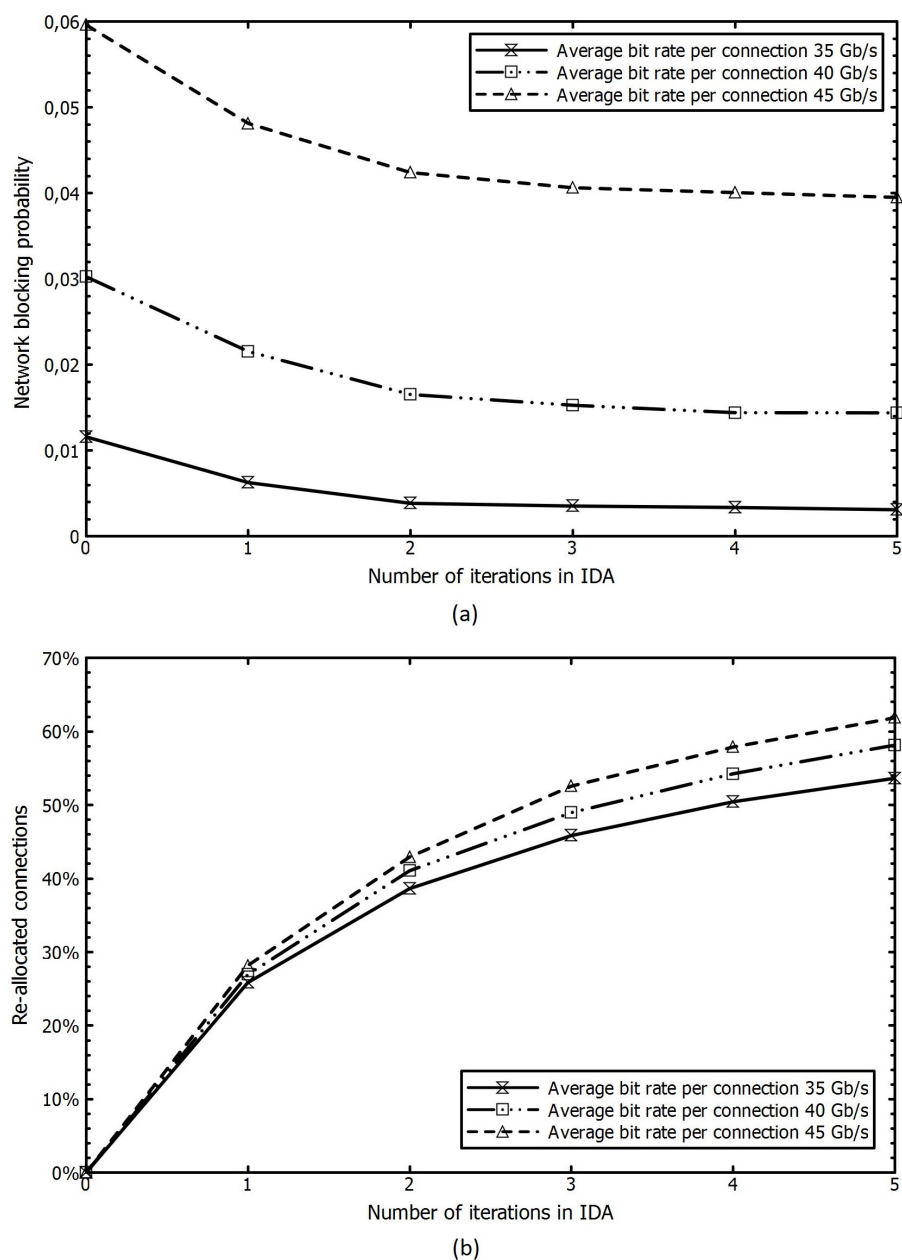 0,06
0,05
0,04
0,03
0,02
0,01
0
Network blocking probability
Average bit rate per connection 35 Gb/s
Average bit rate per connection 40 Gb/s
Average bit rate per connection 45 Gb/s
0 1 2 3 4 5
Number of iterations in IDA
(a)
70%
60%
50%
40%
30%
20%
10%
0%
Re-allocated connections
Average bit rate per connection 35 Gb/s
Average bit rate per connection 40 Gb/s
Average bit rate per connection 45 Gb/s
0 1 2 3 4 5
Number of iterations in IDA
(b)